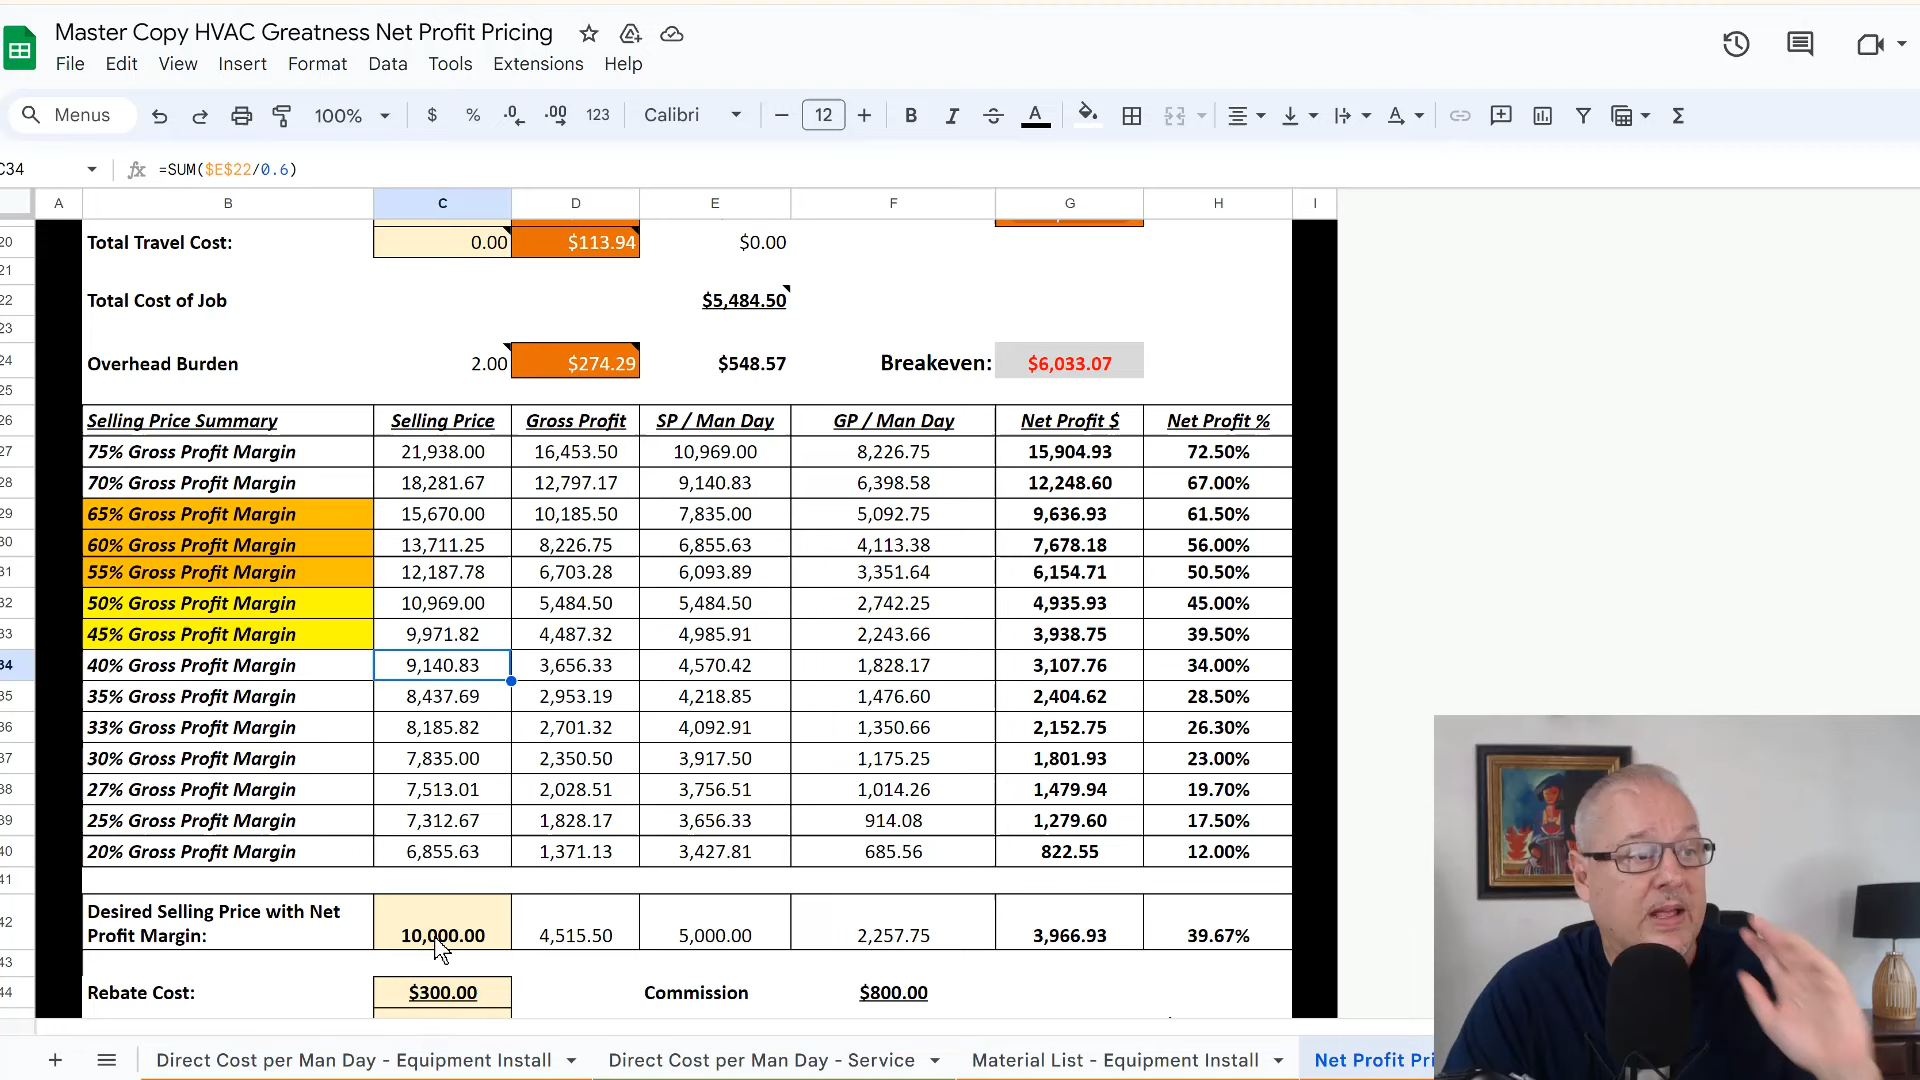 Master Copy HVAC Greatness Net Profit Pricing
File Edit View Insert Format Data Tools Extensions Help
Menus 100% $ % .0 .00 123 Calibri 12 B I A
C34 fx =SUM($E$22/0.6)
A B C D E F G H I
20 Total Travel Cost: 0.00 $113.94 $0.00
21
22 Total Cost of Job $5,484.50
23
24 Overhead Burden 2.00 $274.29 $548.57 Breakeven: $6,033.07
25
26 Selling Price Summary Selling Price Gross Profit SP / Man Day GP / Man Day Net Profit $ Net Profit %
27 75% Gross Profit Margin 21,938.00 16,453.50 10,969.00 8,226.75 15,904.93 72.50%
28 70% Gross Profit Margin 18,281.67 12,797.17 9,140.83 6,398.58 12,248.60 67.00%
29 65% Gross Profit Margin 15,670.00 10,185.50 7,835.00 5,092.75 9,636.93 61.50%
30 60% Gross Profit Margin 13,711.25 8,226.75 6,855.63 4,113.38 7,678.18 56.00%
31 55% Gross Profit Margin 12,187.78 6,703.28 6,093.89 3,351.64 6,154.71 50.50%
32 50% Gross Profit Margin 10,969.00 5,484.50 5,484.50 2,742.25 4,935.93 45.00%
33 45% Gross Profit Margin 9,971.82 4,487.32 4,985.91 2,243.66 3,938.75 39.50%
34 40% Gross Profit Margin 9,140.83 3,656.33 4,570.42 1,828.17 3,107.76 34.00%
35 35% Gross Profit Margin 8,437.69 2,953.19 4,218.85 1,476.60 2,404.62 28.50%
36 33% Gross Profit Margin 8,185.82 2,701.32 4,092.91 1,350.66 2,152.75 26.30%
37 30% Gross Profit Margin 7,835.00 2,350.50 3,917.50 1,175.25 1,801.93 23.00%
38 27% Gross Profit Margin 7,513.01 2,028.51 3,756.51 1,014.26 1,479.94 19.70%
39 25% Gross Profit Margin 7,312.67 1,828.17 3,656.33 914.08 1,279.60 17.50%
40 20% Gross Profit Margin 6,855.63 1,371.13 3,427.81 685.56 822.55 12.00%
41
Desired Selling Price with Net
42 Profit Margin: 10,000.00 4,515.50 5,000.00 2,257.75 3,966.93 39.67%
43
44 Rebate Cost: $300.00 Commission $800.00
Direct Cost per Man Day - Equipment Install Direct Cost per Man Day - Service Material List - Equipment Install Net Profit Pri